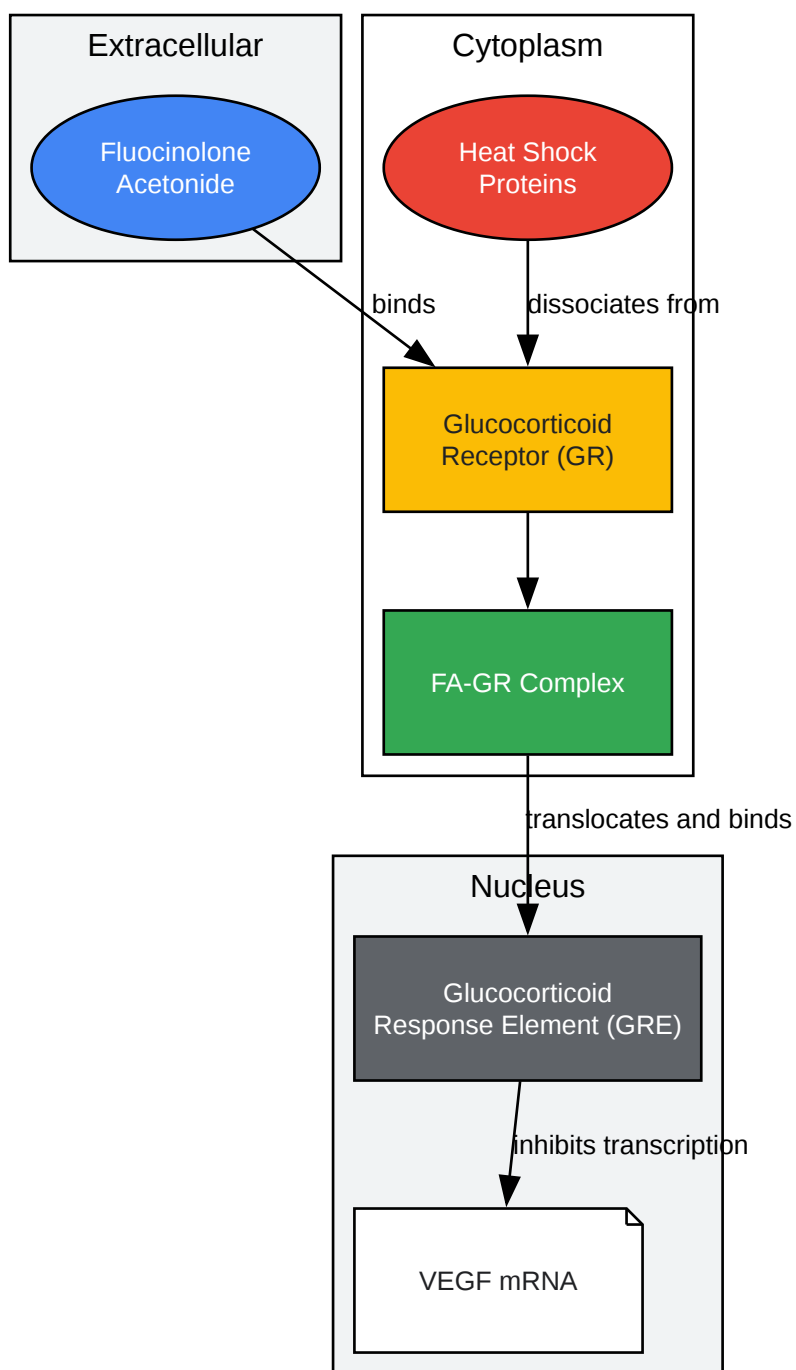 Extracellular
Cytoplasm
Fluocinolone
Acetonide
Heat Shock
Proteins
binds
dissociates from
Glucocorticoid
Receptor (GR)
FA-GR Complex
translocates and binds
Nucleus
Glucocorticoid
Response Element (GRE)
inhibits transcription
VEGF mRNA